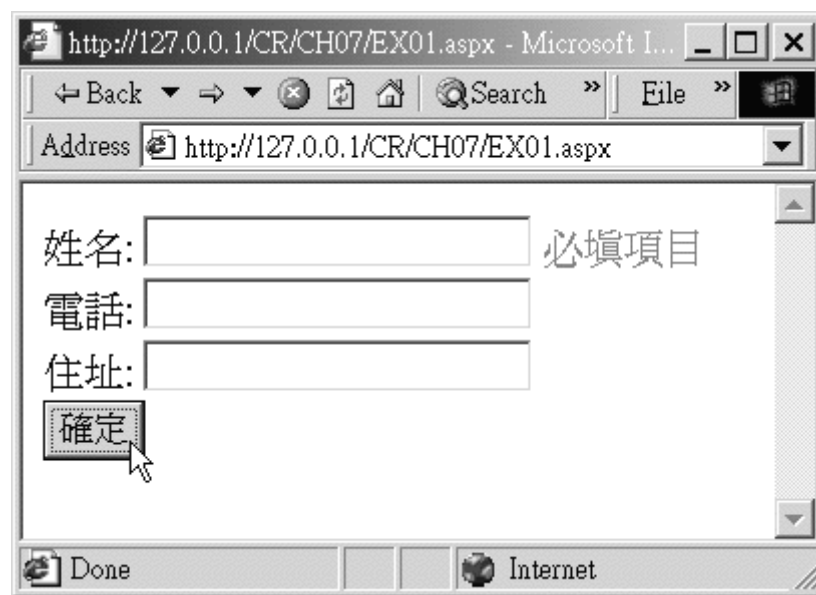 http://127.0.0.1/CR/CH07/EX01.aspx - Microsoft I...
Back Search » File »
Address http://127.0.0.1/CR/CH07/EX01.aspx
姓名: 必填項目
電話:
住址:
確定
Done Internet